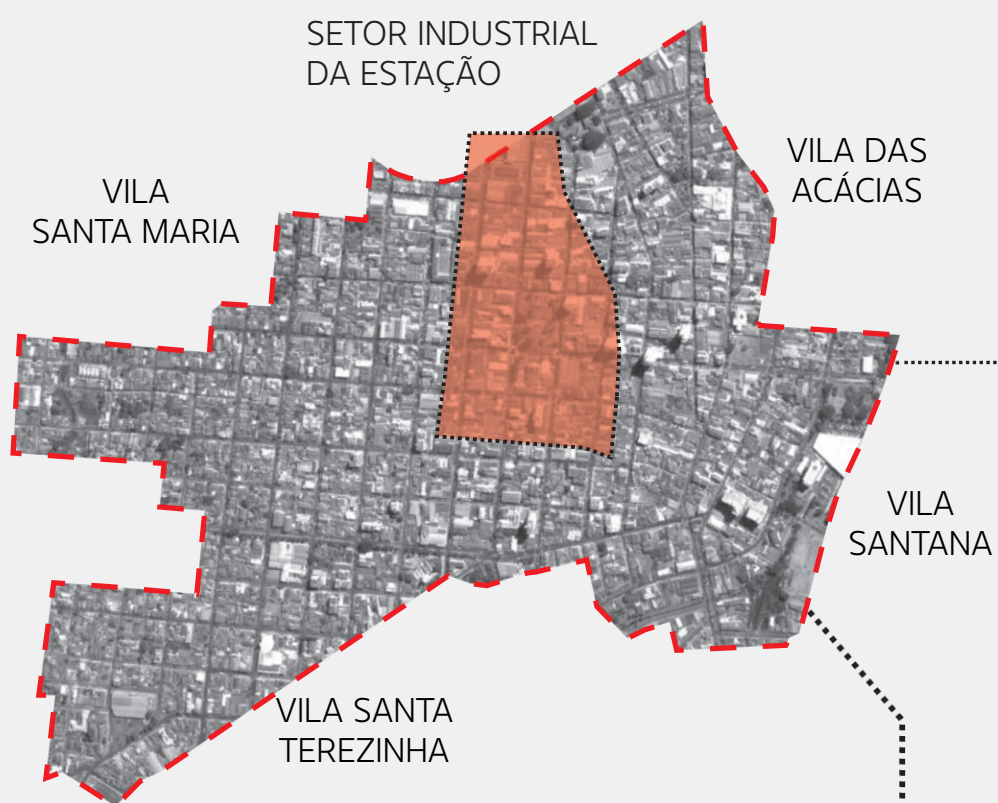 SETOR INDUSTRIAL
DA ESTAÇÃO
VILA DAS
ACÁCIAS
VILA
SANTA MARIA
VILA
SANTANA
VILA SANTA
TEREZINHA